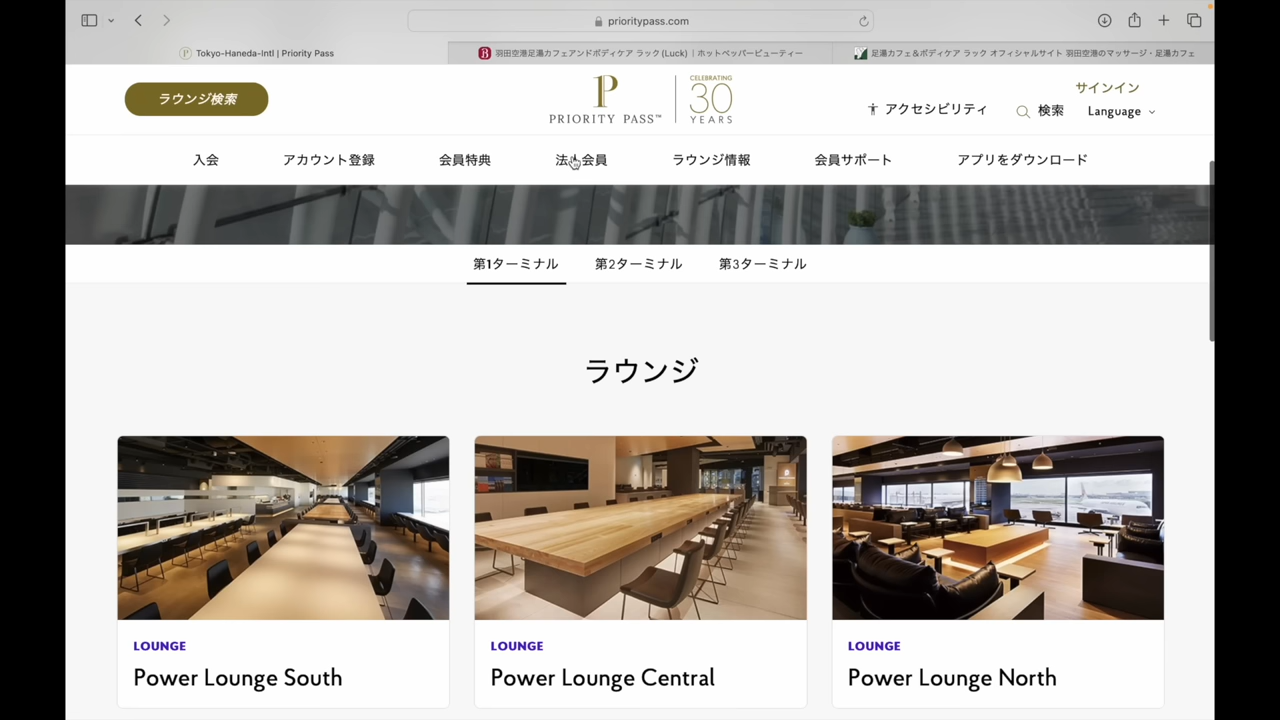 prioritypass.com
Tokyo-Haneda-Intl | Priority Pass
羽田空港足湯カフェアンドボディケア ラック(Luck)｜ホットペッパービューティー
足湯カフェ＆ボディケア ラック オフィシャルサイト 羽田空港のマッサージ・足湯カフェ
ラウンジ検索
PRIORITY PASS™
CELEBRATING
30
YEARS
サインイン
アクセシビリティ
検索
Language
入会
アカウント登録
会員特典
法人会員
ラウンジ情報
会員サポート
アプリをダウンロード
第1ターミナル
第2ターミナル
第3ターミナル
ラウンジ
LOUNGE
Power Lounge South
LOUNGE
Power Lounge Central
LOUNGE
Power Lounge North